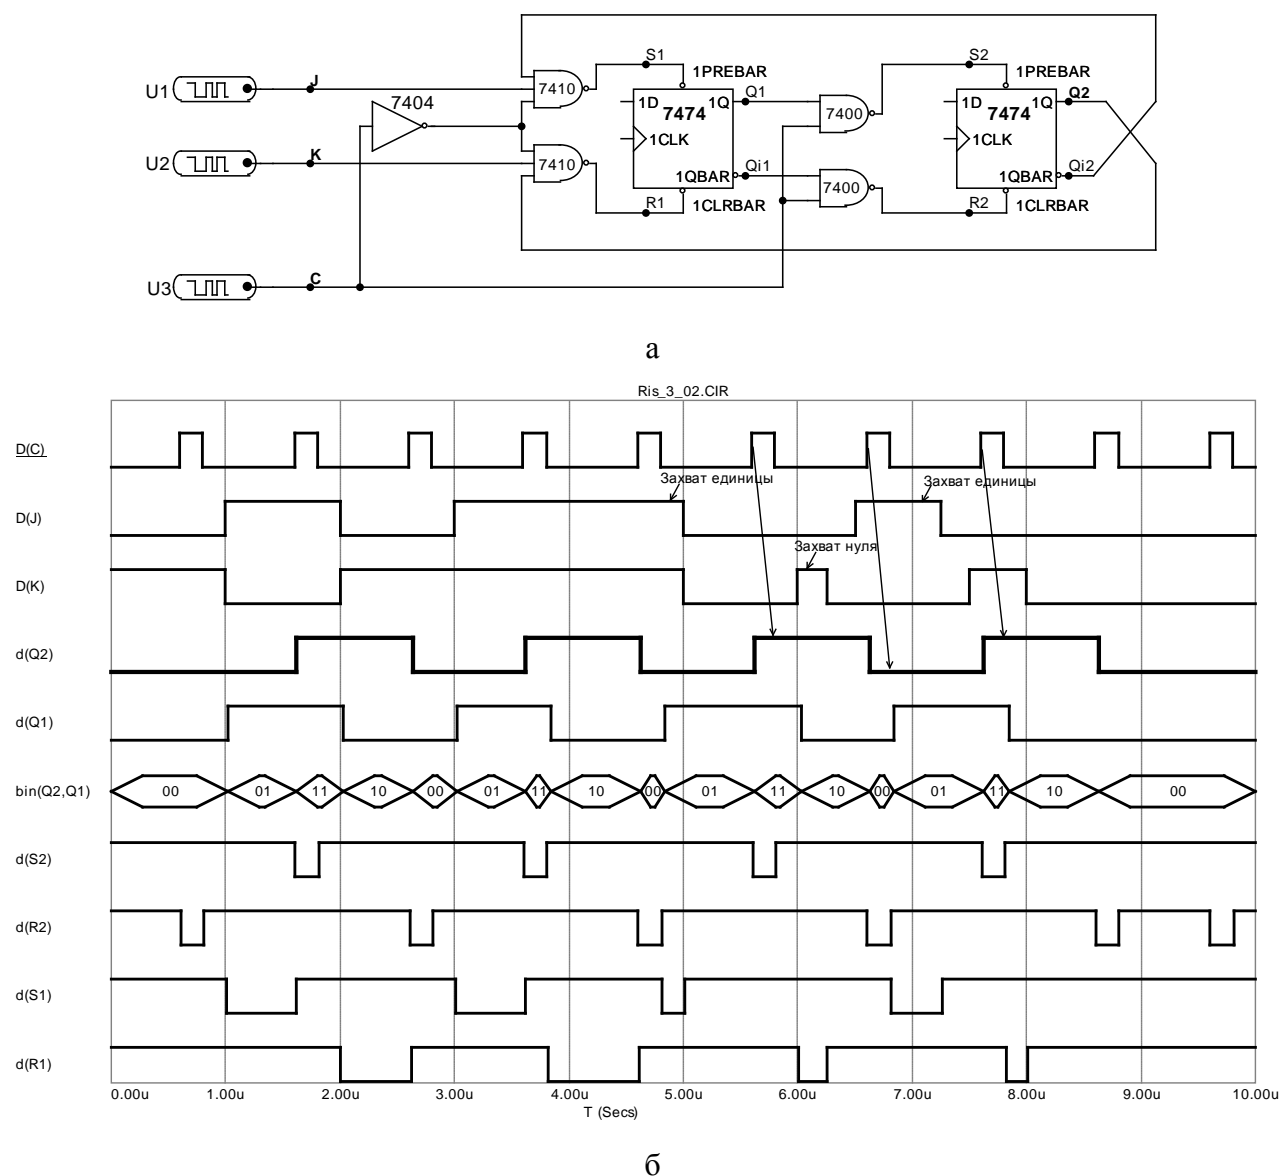 S1
S2
1PREBAR
1PREBAR
U1
J
7410
1D
7474
1Q
Q1
7400
1D
7474
1Q
Q2
7404
1CLK
1CLK
U2
K
7410
1QBAR
Qi1
7400
1QBAR
Qi2
R1
1CLRBAR
R2
1CLRBAR
U3
C
а
Ris_3_02.CIR
D(C)
Захват единицы
Захват единицы
D(J)
Захват нуля
D(K)
d(Q2)
d(Q1)
bin(Q2,Q1)
00 01 11 10 00 01 11 10 00 01 11 10 00 01 11 10 00
d(S2)
d(R2)
d(S1)
d(R1)
0.00u 1.00u 2.00u 3.00u 4.00u 5.00u 6.00u 7.00u 8.00u 9.00u 10.00u
T (Secs)
б